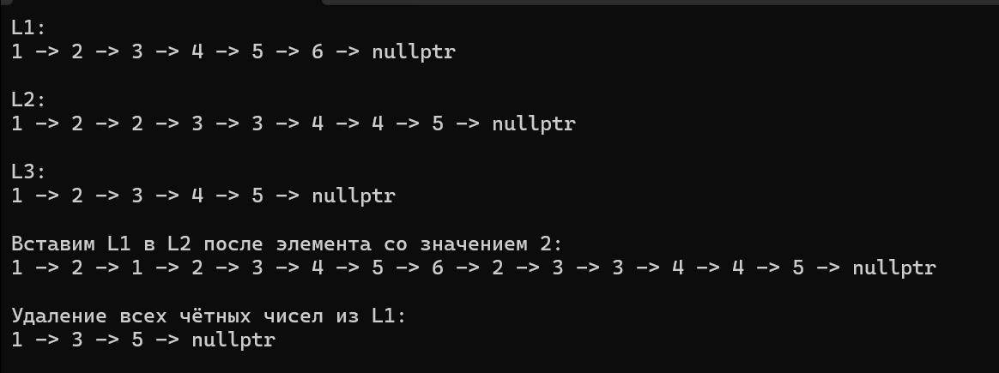 L1:
1 -> 2 -> 3 -> 4 -> 5 -> 6 -> nullptr
L2:
1 -> 2 -> 2 -> 3 -> 3 -> 4 -> 4 -> 5 -> nullptr
L3:
1 -> 2 -> 3 -> 4 -> 5 -> nullptr
Вставим L1 в L2 после элемента со значением 2:
1 -> 2 -> 1 -> 2 -> 3 -> 4 -> 5 -> 6 -> 2 -> 3 -> 3 -> 4 -> 4 -> 5 -> nullptr
Удаление всех чётных чисел из L1:
1 -> 3 -> 5 -> nullptr